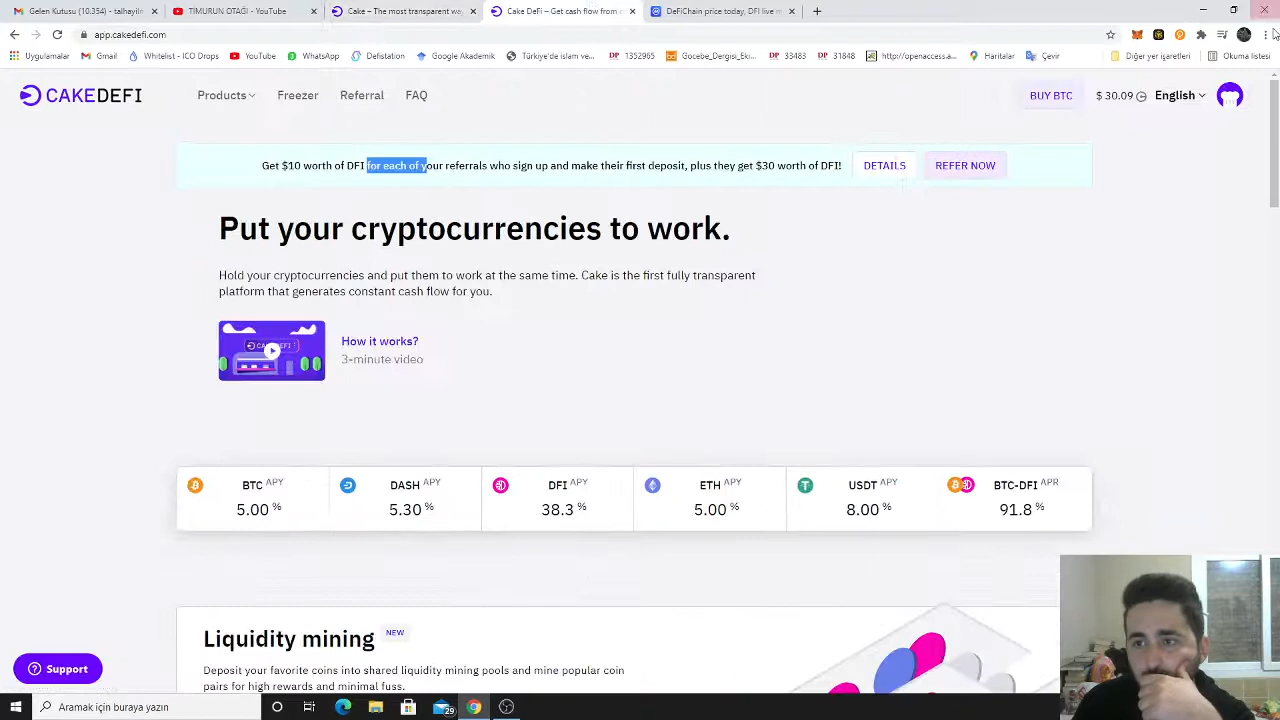 Gelen Kutusu (10.354) - talhayiln
TIMURUN OTAĞI - YouTube
Cake – The most transparent wa
Cake DeFi – Get cash flow from c
DeFiChain price today, DFI live m
app.cakedefi.com
Uygulamalar
Gmail
Whitelist - ICO Drops
YouTube
WhatsApp
Defistation
Google Akademik
Türkiye'de islam ve...
DP 1352965
Gocebe_Dergisi_Ek...
DP 33483
DP 31848
http://openaccess.a...
Haritalar
Çevir
Diğer yer işaretleri
Okuma listesi
CAKEDEFI
Products
Freezer
Referral
FAQ
BUY BTC
$ 30.09
English
Get $10 worth of DFI for each of your referrals who sign up and make their first deposit, plus they get $30 worth of DFI!
DETAILS
REFER NOW
Put your cryptocurrencies to work.
Hold your cryptocurrencies and put them to work at the same time. Cake is the first fully transparent
platform that generates constant cash flow for you.
How it works?
3-minute video
BTC APY
5.00 %
DASH APY
5.30 %
DFI APY
38.3 %
ETH APY
5.00 %
USDT APY
8.00 %
BTC-DFI APR
91.8 %
Liquidity mining NEW
Deposit your favorite coins into shared liquidity mining pools and mine popular coin
pairs for high rewards and minimal fuss.
Support
Aramak için buraya yazın
29